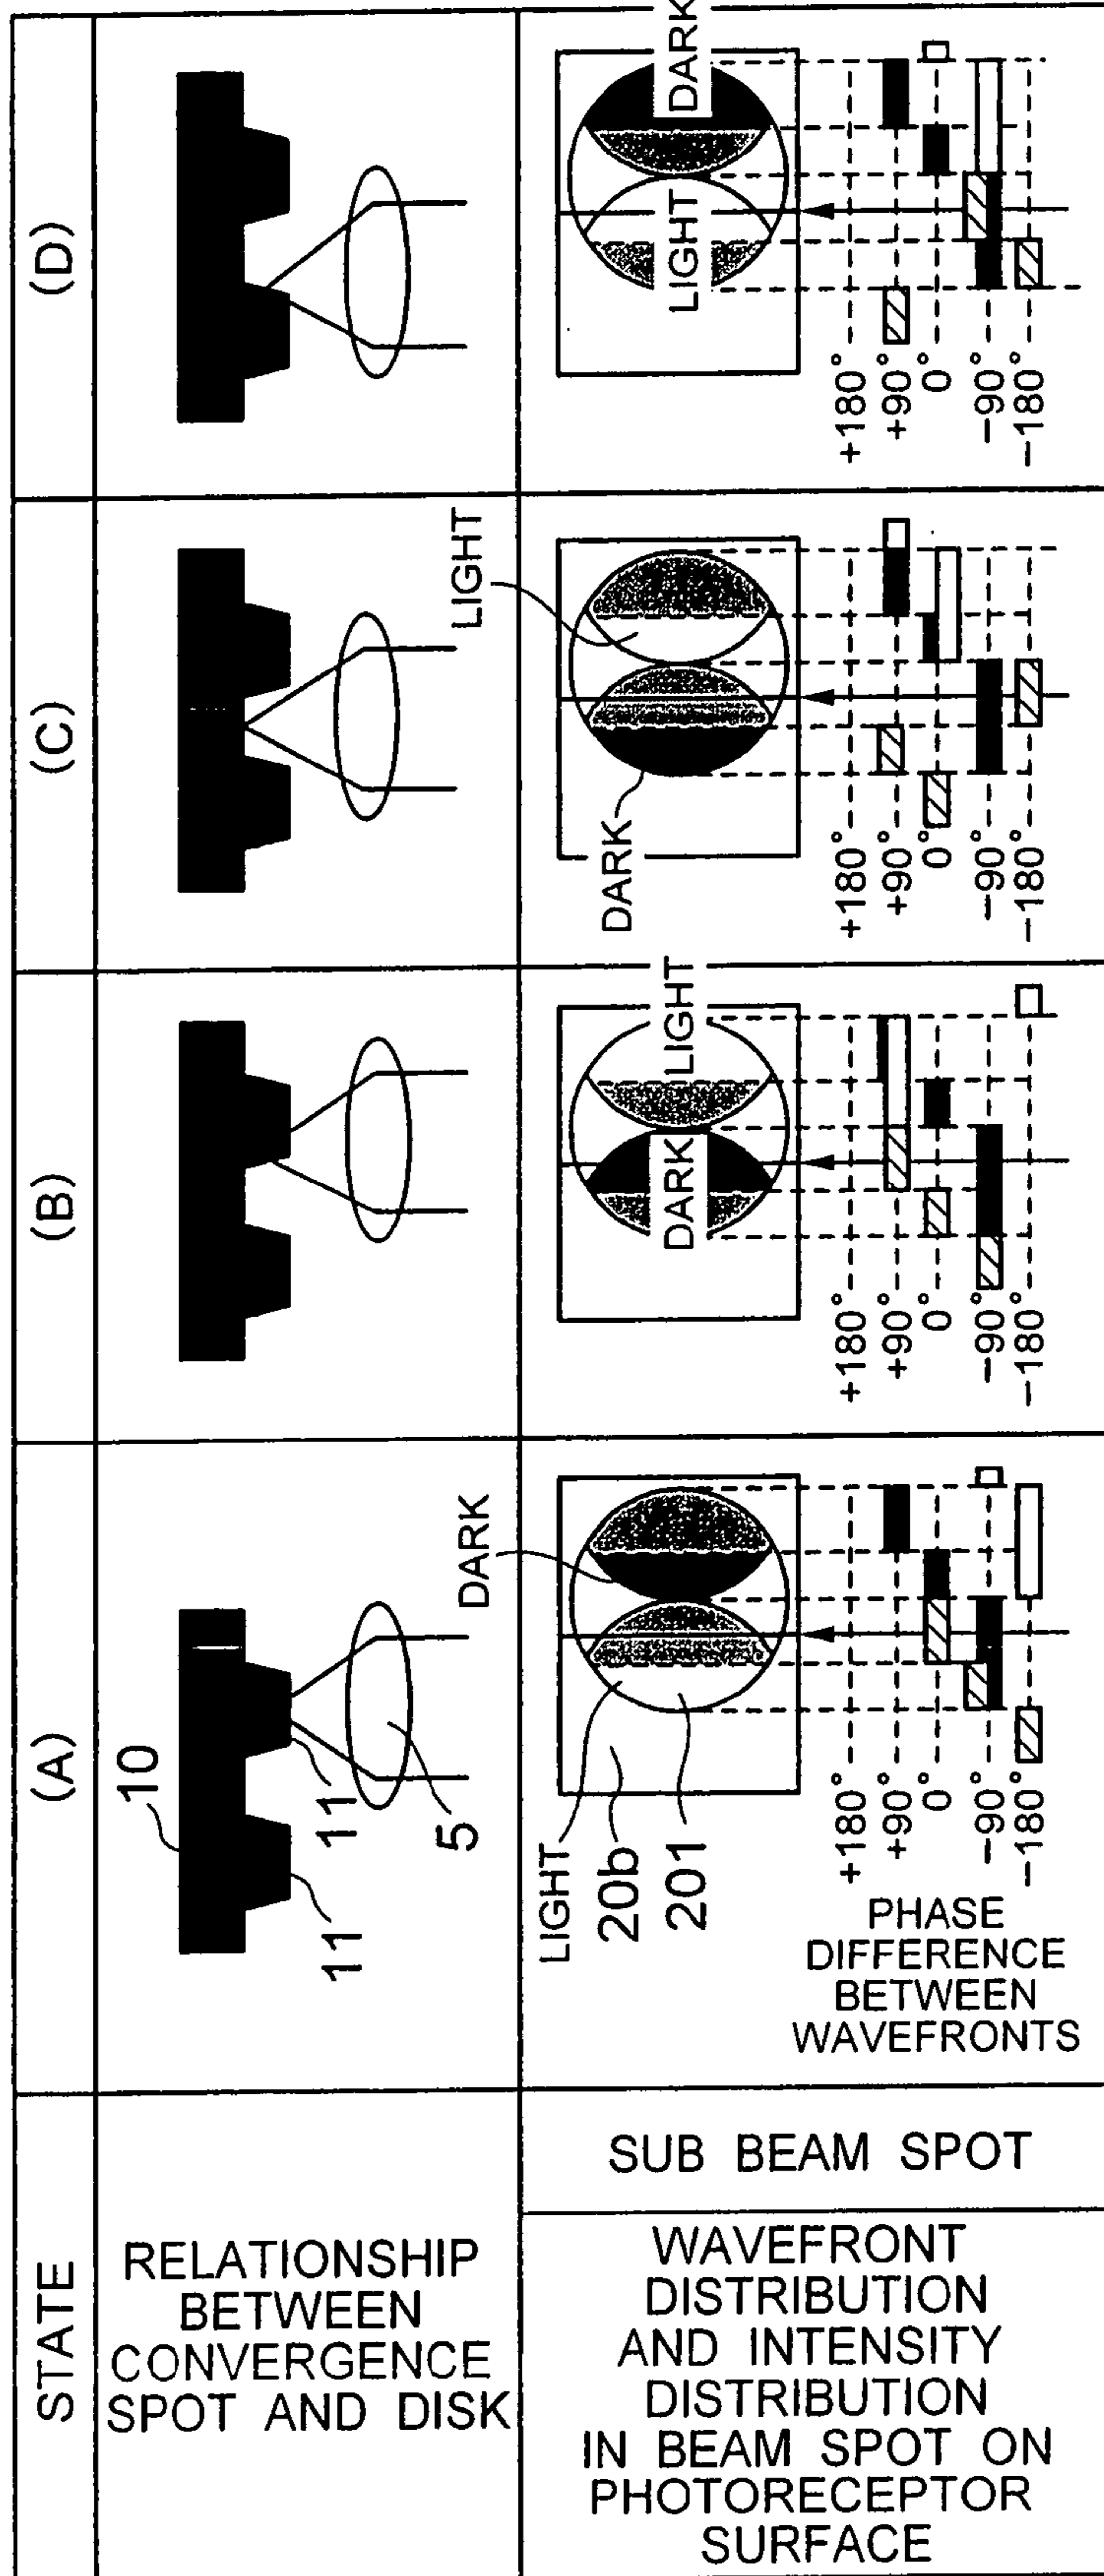 STATE
(A)
(B)
(C)
(D)
RELATIONSHIP
BETWEEN
CONVERGENCE
SPOT AND DISK
10
11
11
5
WAVEFRONT
DISTRIBUTION
AND INTENSITY
DISTRIBUTION
IN BEAM SPOT ON
PHOTORECEPTOR
SURFACE
SUB BEAM SPOT
LIGHT
20b
201
DARK
PHASE
DIFFERENCE
BETWEEN
WAVEFRONTS
+180°
+90°
0°
−90°
−180°
DARK
LIGHT
+180°
+90°
0°
−90°
−180°
DARK
LIGHT
+180°
+90°
0°
−90°
−180°
LIGHT
DARK
+180°
+90°
0°
−90°
−180°